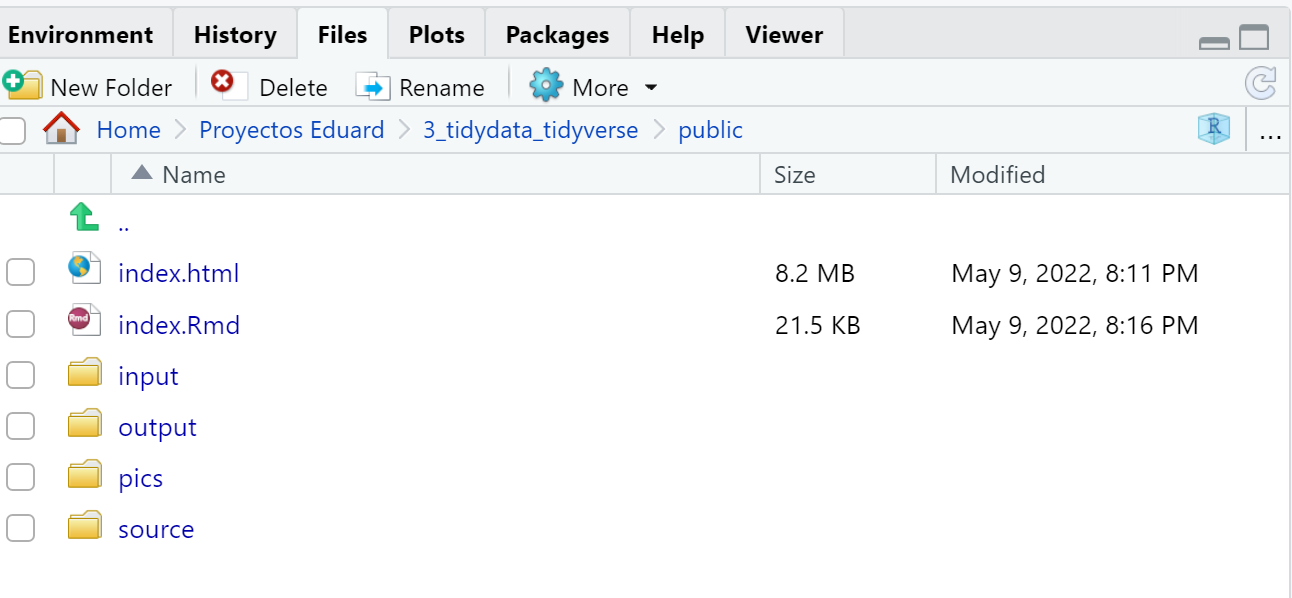 Environment History Files Plots Packages Help Viewer
New Folder Delete Rename More
Home Proyectos Eduard 3_tidydata_tidyverse public R ...
Name Size Modified
..
index.html 8.2 MB May 9, 2022, 8:11 PM
Rmd index.Rmd 21.5 KB May 9, 2022, 8:16 PM
input
output
pics
source